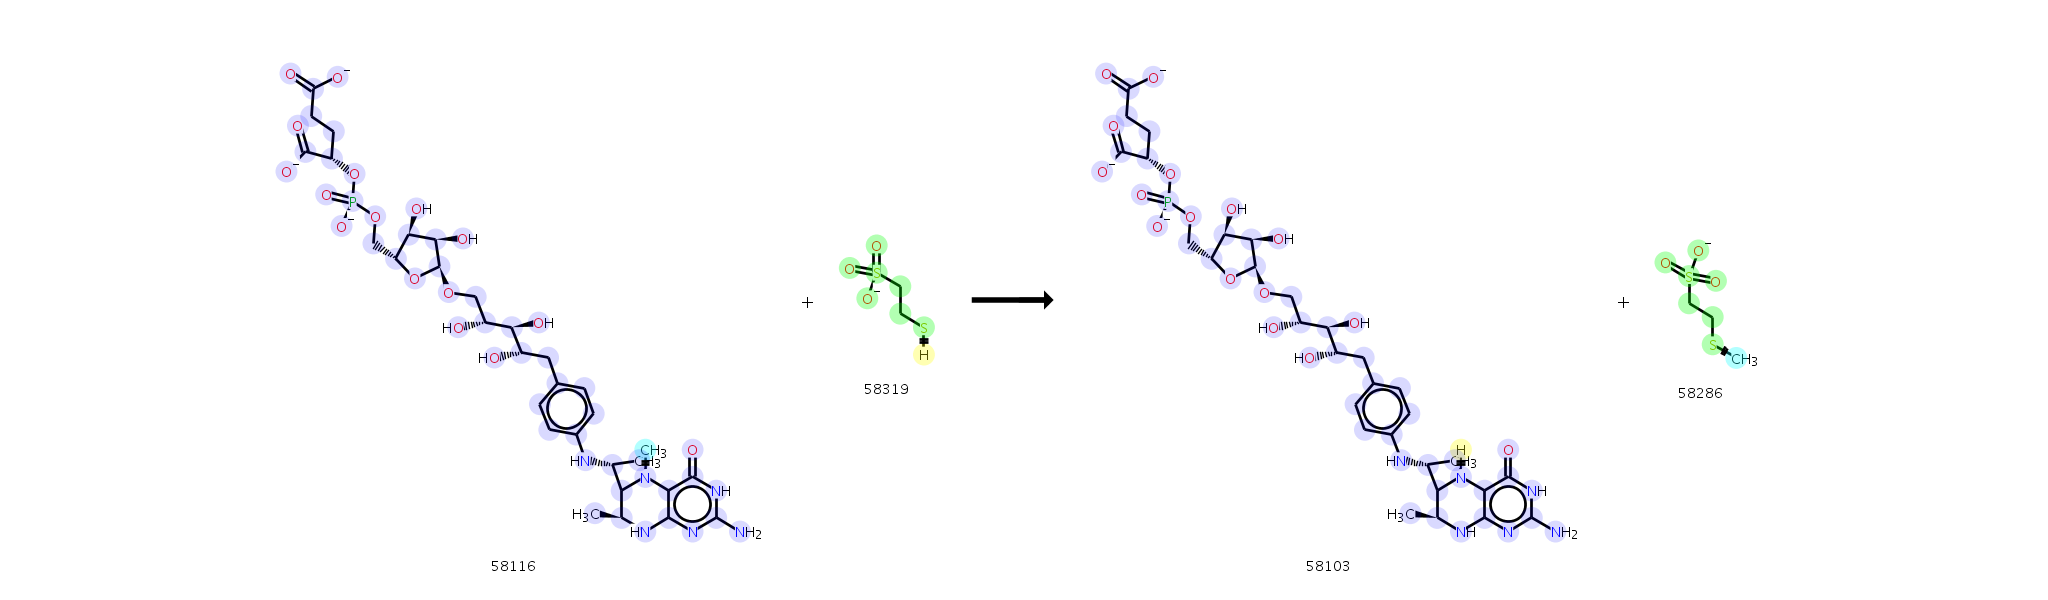 O O⁻
O
O⁻ O
O P
O⁻ O
OH
OH
O
O
HO OH
HO
HN CH₃
CH₃ O
N NH
H₃C
HN N NH₂
58116
+
O
O S
O⁻
S
H
58319
O O⁻
O
O⁻ O
O P
O⁻ O
OH
OH
O
O
HO OH
HO
HN H
CH₃ O
N NH
H₃C
NH N NH₂
58103
+
O⁻
O S O
S CH₃
58286